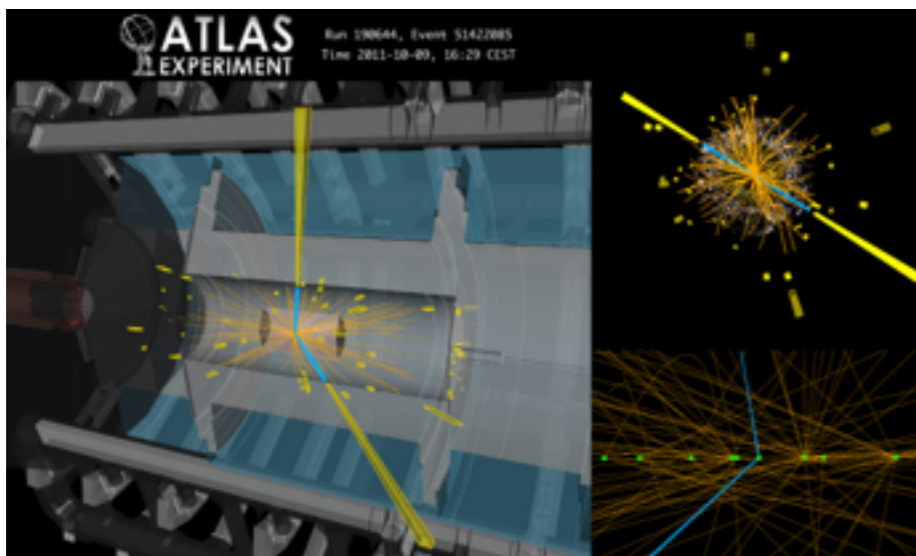 ATLAS
EXPERIMENT
Run 190644, Event 51422085
Time 2011-10-09, 16:29 CEST